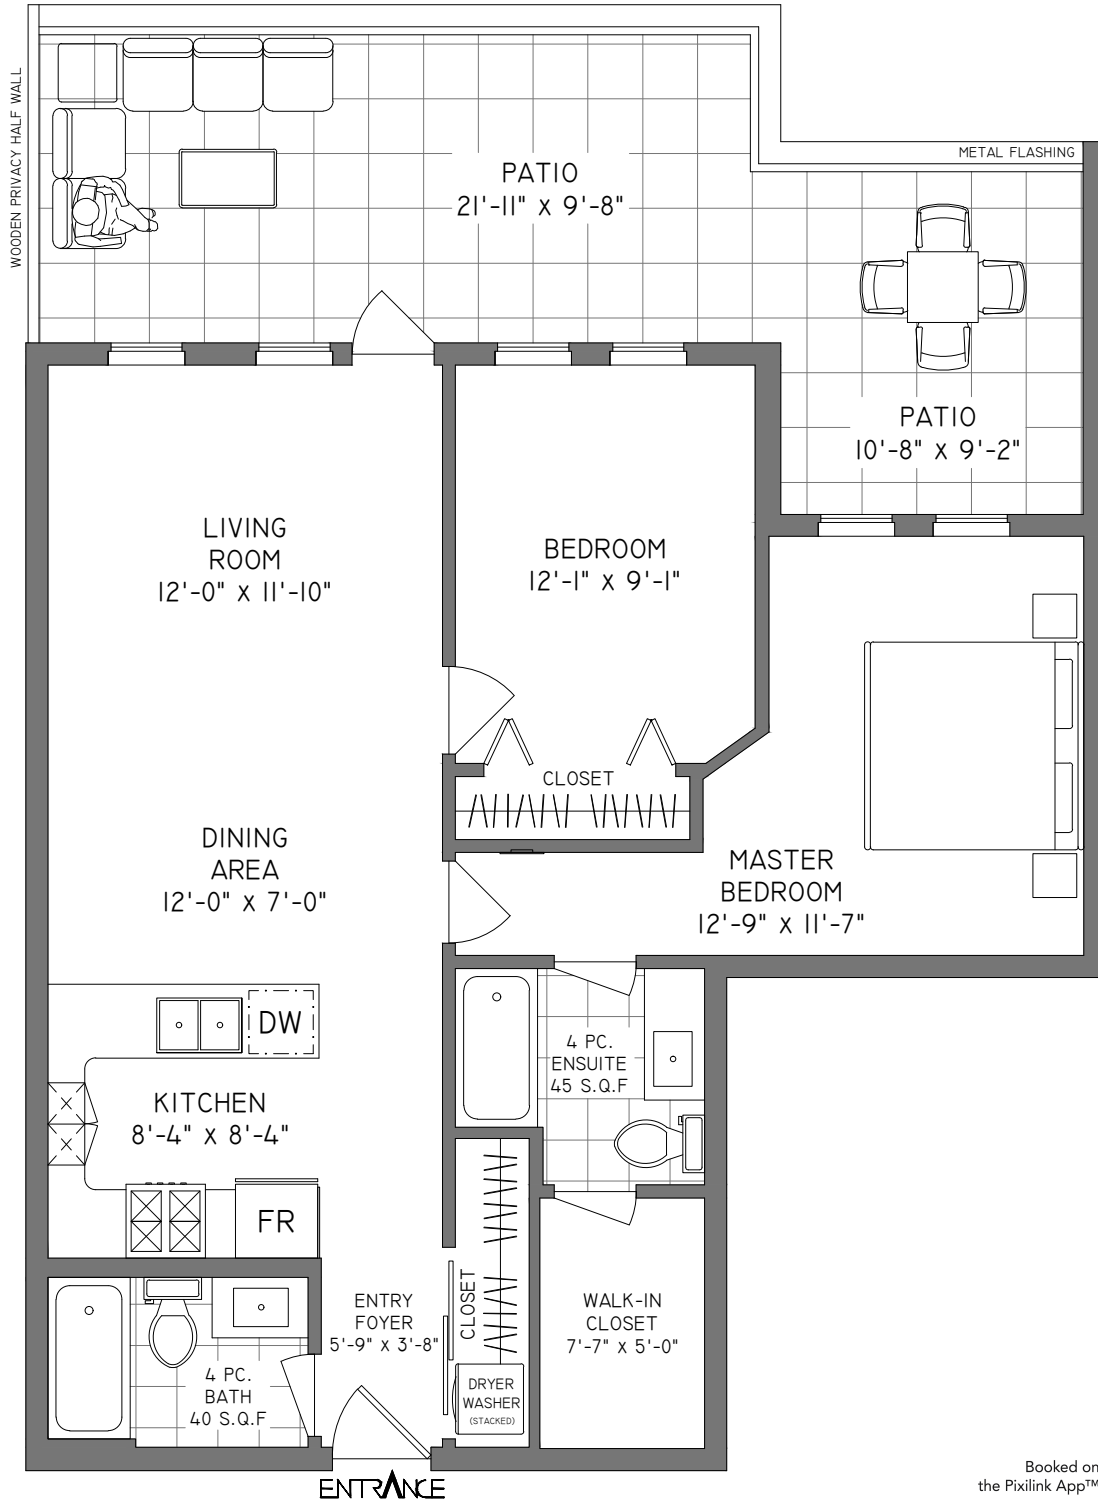 WOODEN PRIVACY HALF WALL
METAL FLASHING
PATIO
21'-11" X 9'-8"
PATIO
10'-8" X 9'-2"
LIVING
ROOM
12'-0" X 11'-10"
BEDROOM
12'-1" X 9'-1"
CLOSET
DINING
AREA
12'-0" X 7'-0"
MASTER
BEDROOM
12'-9" X 11'-7"
DW
4 PC.
ENSUITE
45 S.Q.F
KITCHEN
8'-4" X 8'-4"
FR
ENTRY
FOYER
5'-9" X 3'-8"
CLOSET
WALK-IN
CLOSET
7'-7" X 5'-0"
4 PC.
BATH
40 S.Q.F
DRYER
WASHER
(STACKED)
ENTRANCE
Booked on
the Pixilink App™